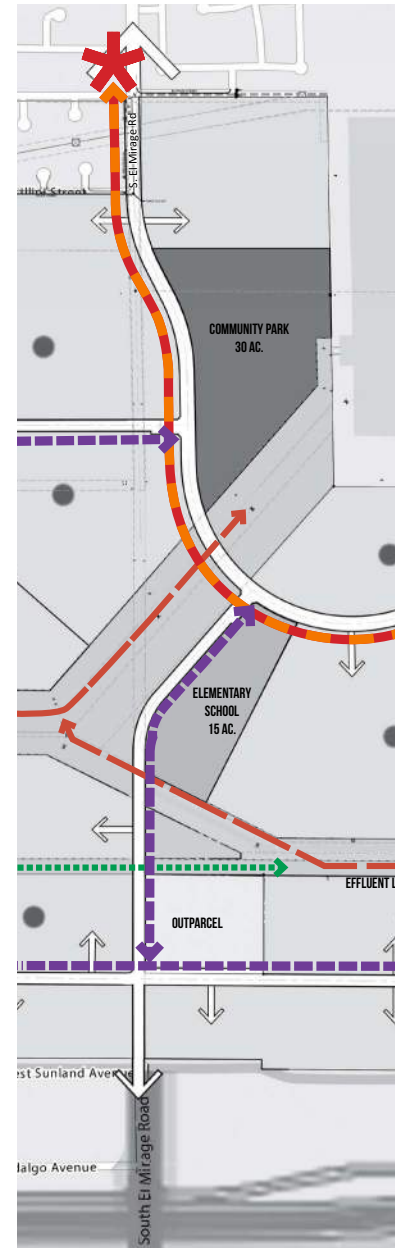 S. El Mirage Rd
COMMUNITY PARK
30 AC.
ELEMENTARY
SCHOOL
15 AC.
EFFLUENT L
OUTPARCEL
est Sunland Avenue
dalgo Avenue
South El Mirage Road